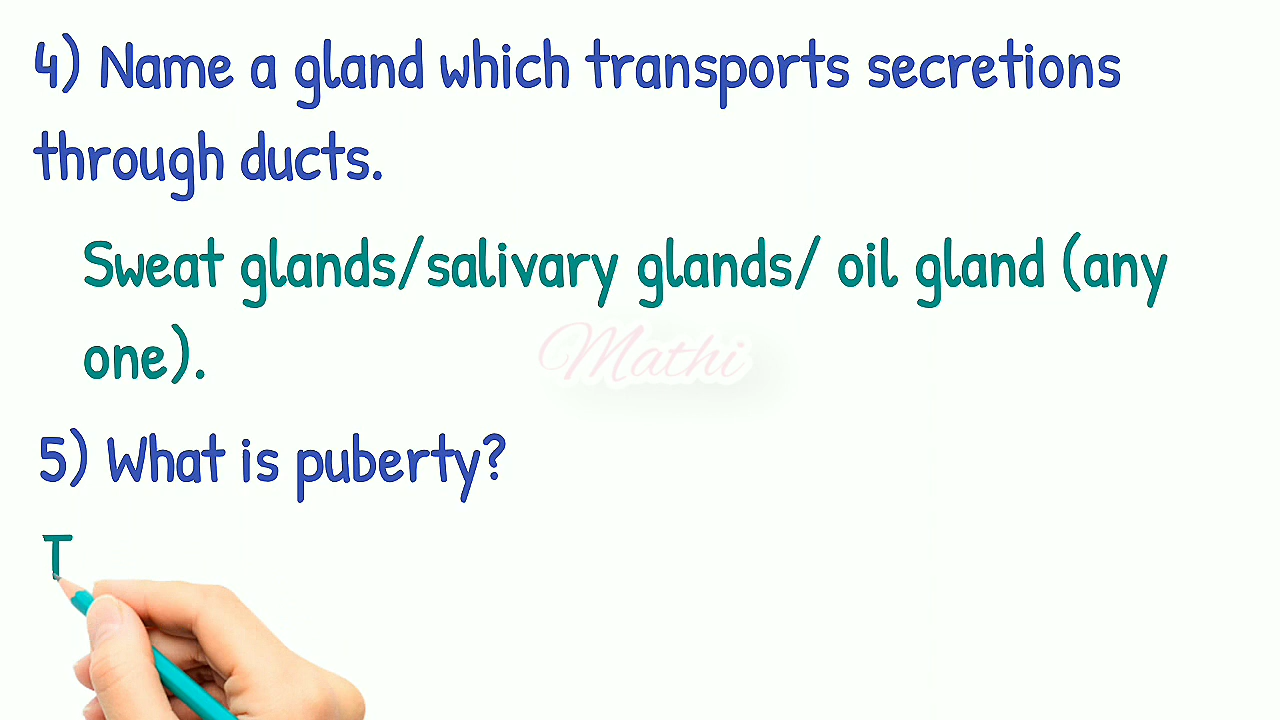 4) Name a gland which transports secretions
through ducts.
Sweat glands/salivary glands/ oil gland (any
one).
Mathi
5) What is puberty?
T